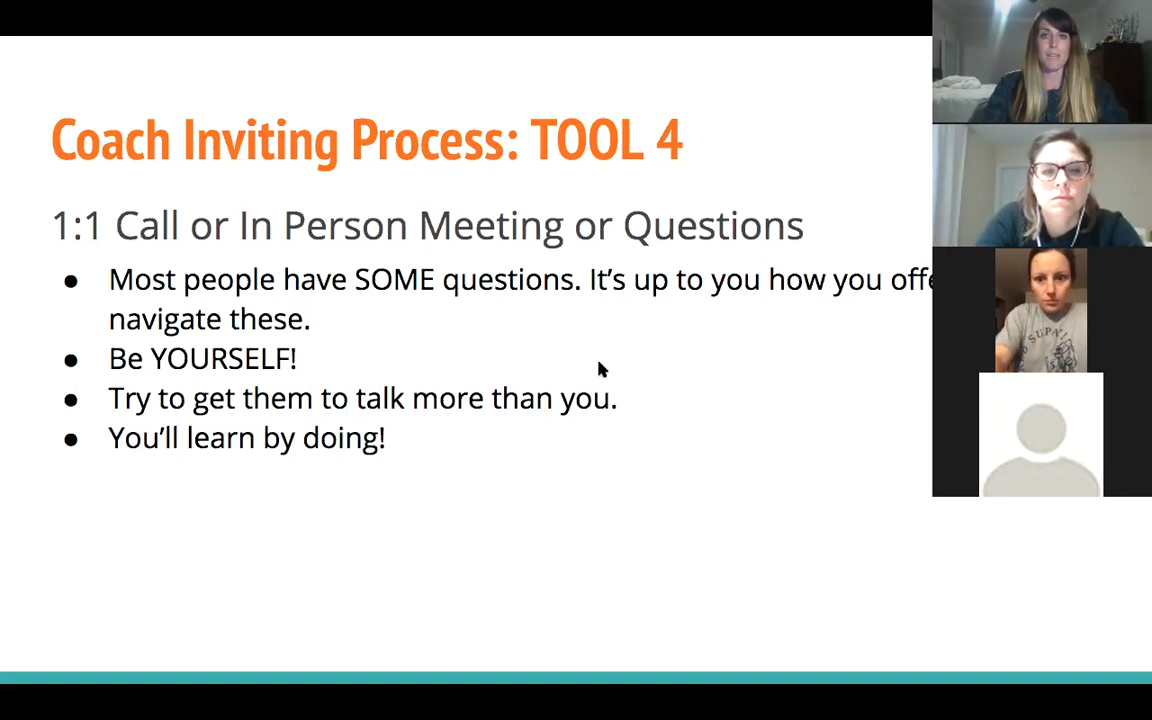 Coach Inviting Process: TOOL 4
1:1 Call or In Person Meeting or Questions
● Most people have SOME questions. It’s up to you how you
navigate these.
● Be YOURSELF!
● Try to get them to talk more than you.
● You’ll learn by doing!